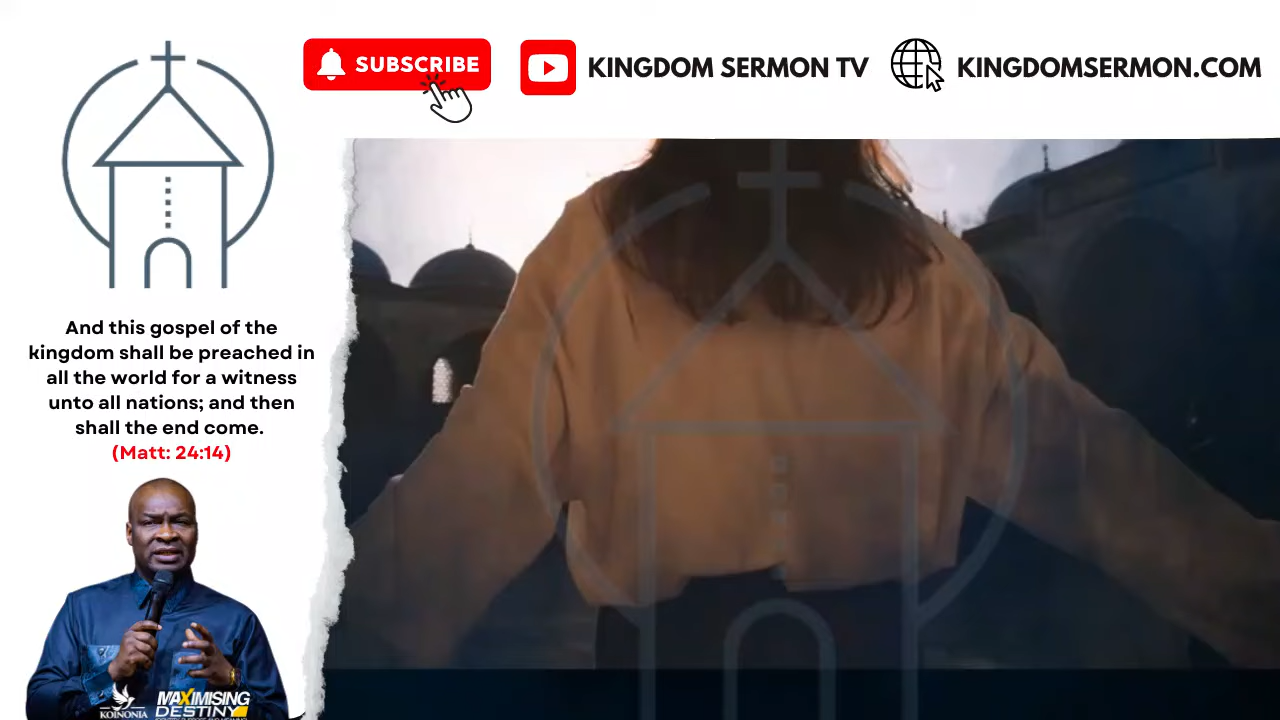 SUBSCRIBE
KINGDOM SERMON TV
KINGDOMSERMON.COM
And this gospel of the
kingdom shall be preached in
all the world for a witness
unto all nations; and then
shall the end come.
(Matt: 24:14)
KOINONIA
MAXIMISING
DESTINY